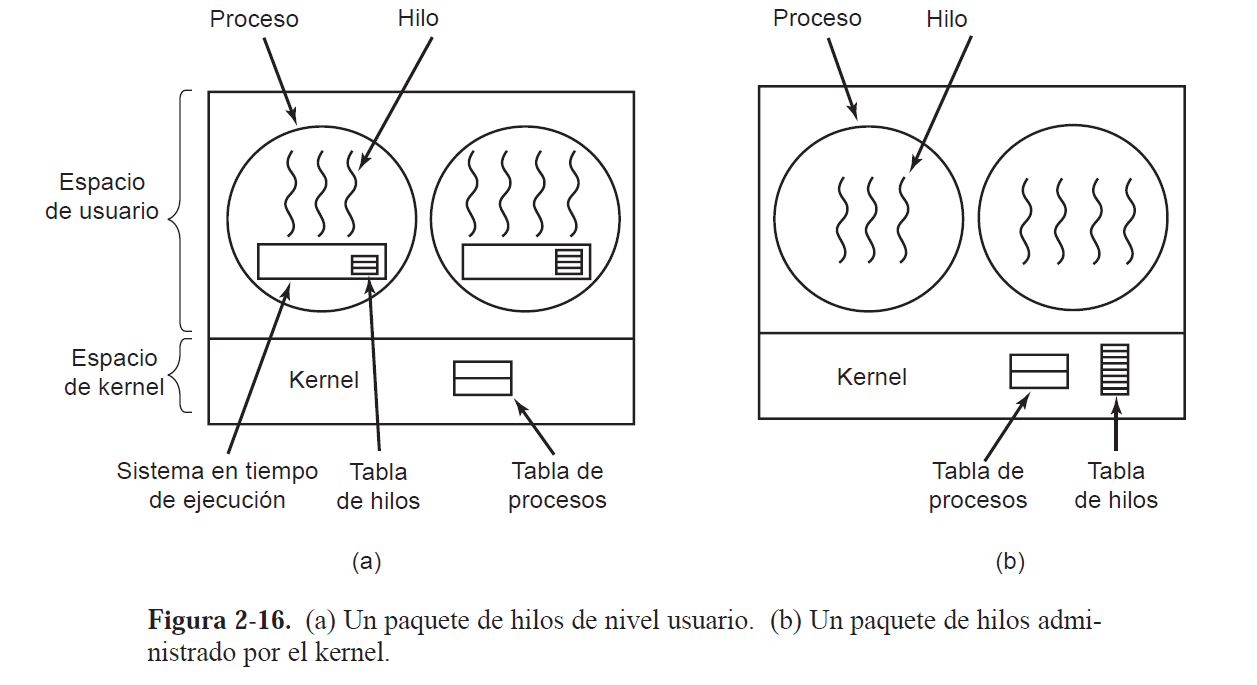 Proceso
Hilo
Proceso
Hilo
Espacio
de usuario
Espacio
de kernel
Kernel
Kernel
Sistema en tiempo
de ejecución
Tabla
de hilos
Tabla de
procesos
Tabla de
procesos
Tabla
de hilos
(a)
(b)
Figura 2-16. (a) Un paquete de hilos de nivel usuario. (b) Un paquete de hilos admi-
nistrado por el kernel.